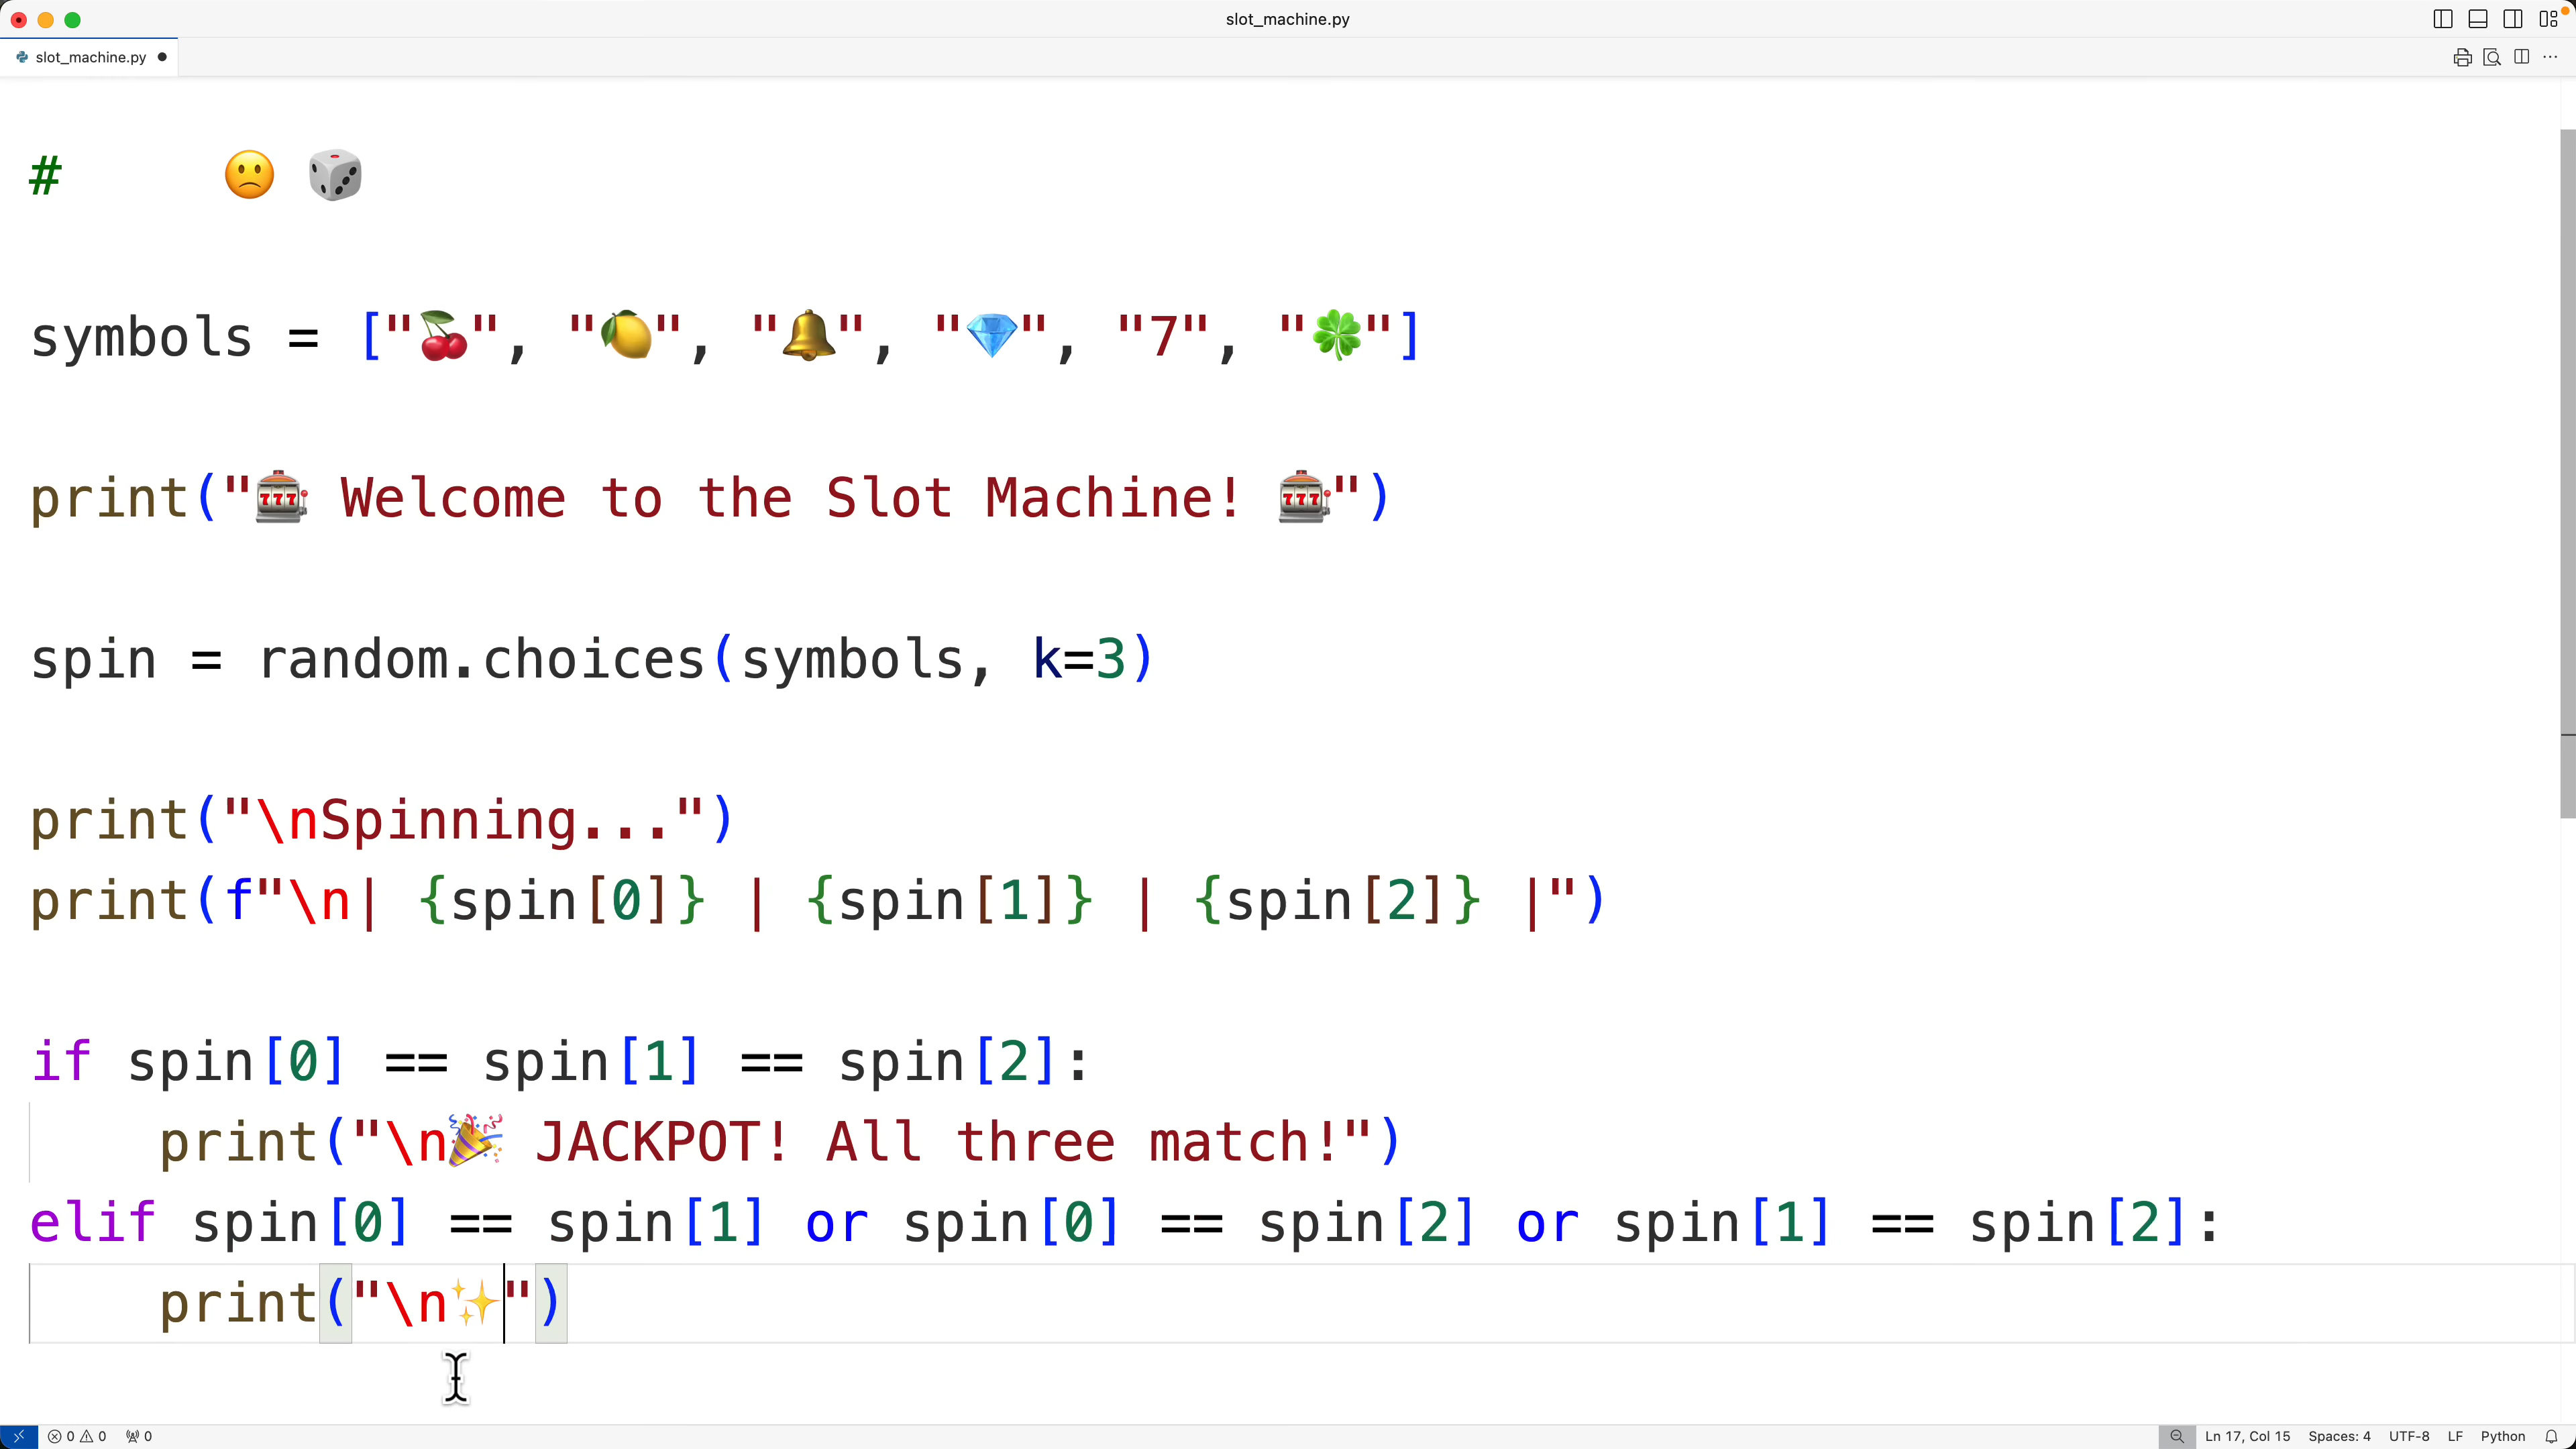 slot_machine.py
slot_machine.py
# 🙁 🎲
symbols = ["🍒", "🍋", "🔔", "💎", "7", "🍀"]
print("🎰 Welcome to the Slot Machine! 🎰")
spin = random.choices(symbols, k=3)
print("\nSpinning...")
print(f"\n| {spin[0]} | {spin[1]} | {spin[2]} |")
if spin[0] == spin[1] == spin[2]:
    print("\n🎉 JACKPOT! All three match!")
elif spin[0] == spin[1] or spin[0] == spin[2] or spin[1] == spin[2]:
    print("\n✨")
0 0 0 Ln 17, Col 15 Spaces: 4 UTF-8 LF Python